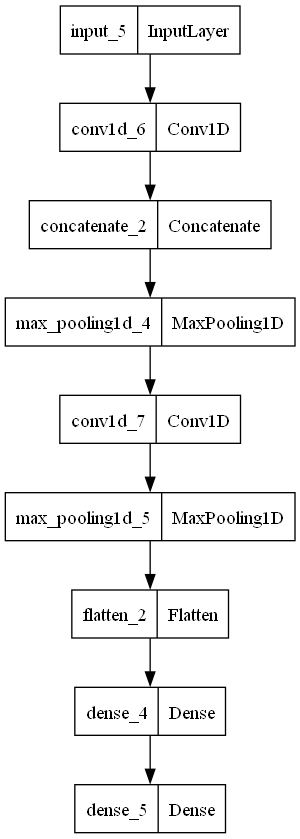 input_5 InputLayer
conv1d_6 Conv1D
concatenate_2 Concatenate
max_pooling1d_4 MaxPooling1D
conv1d_7 Conv1D
max_pooling1d_5 MaxPooling1D
flatten_2 Flatten
dense_4 Dense
dense_5 Dense